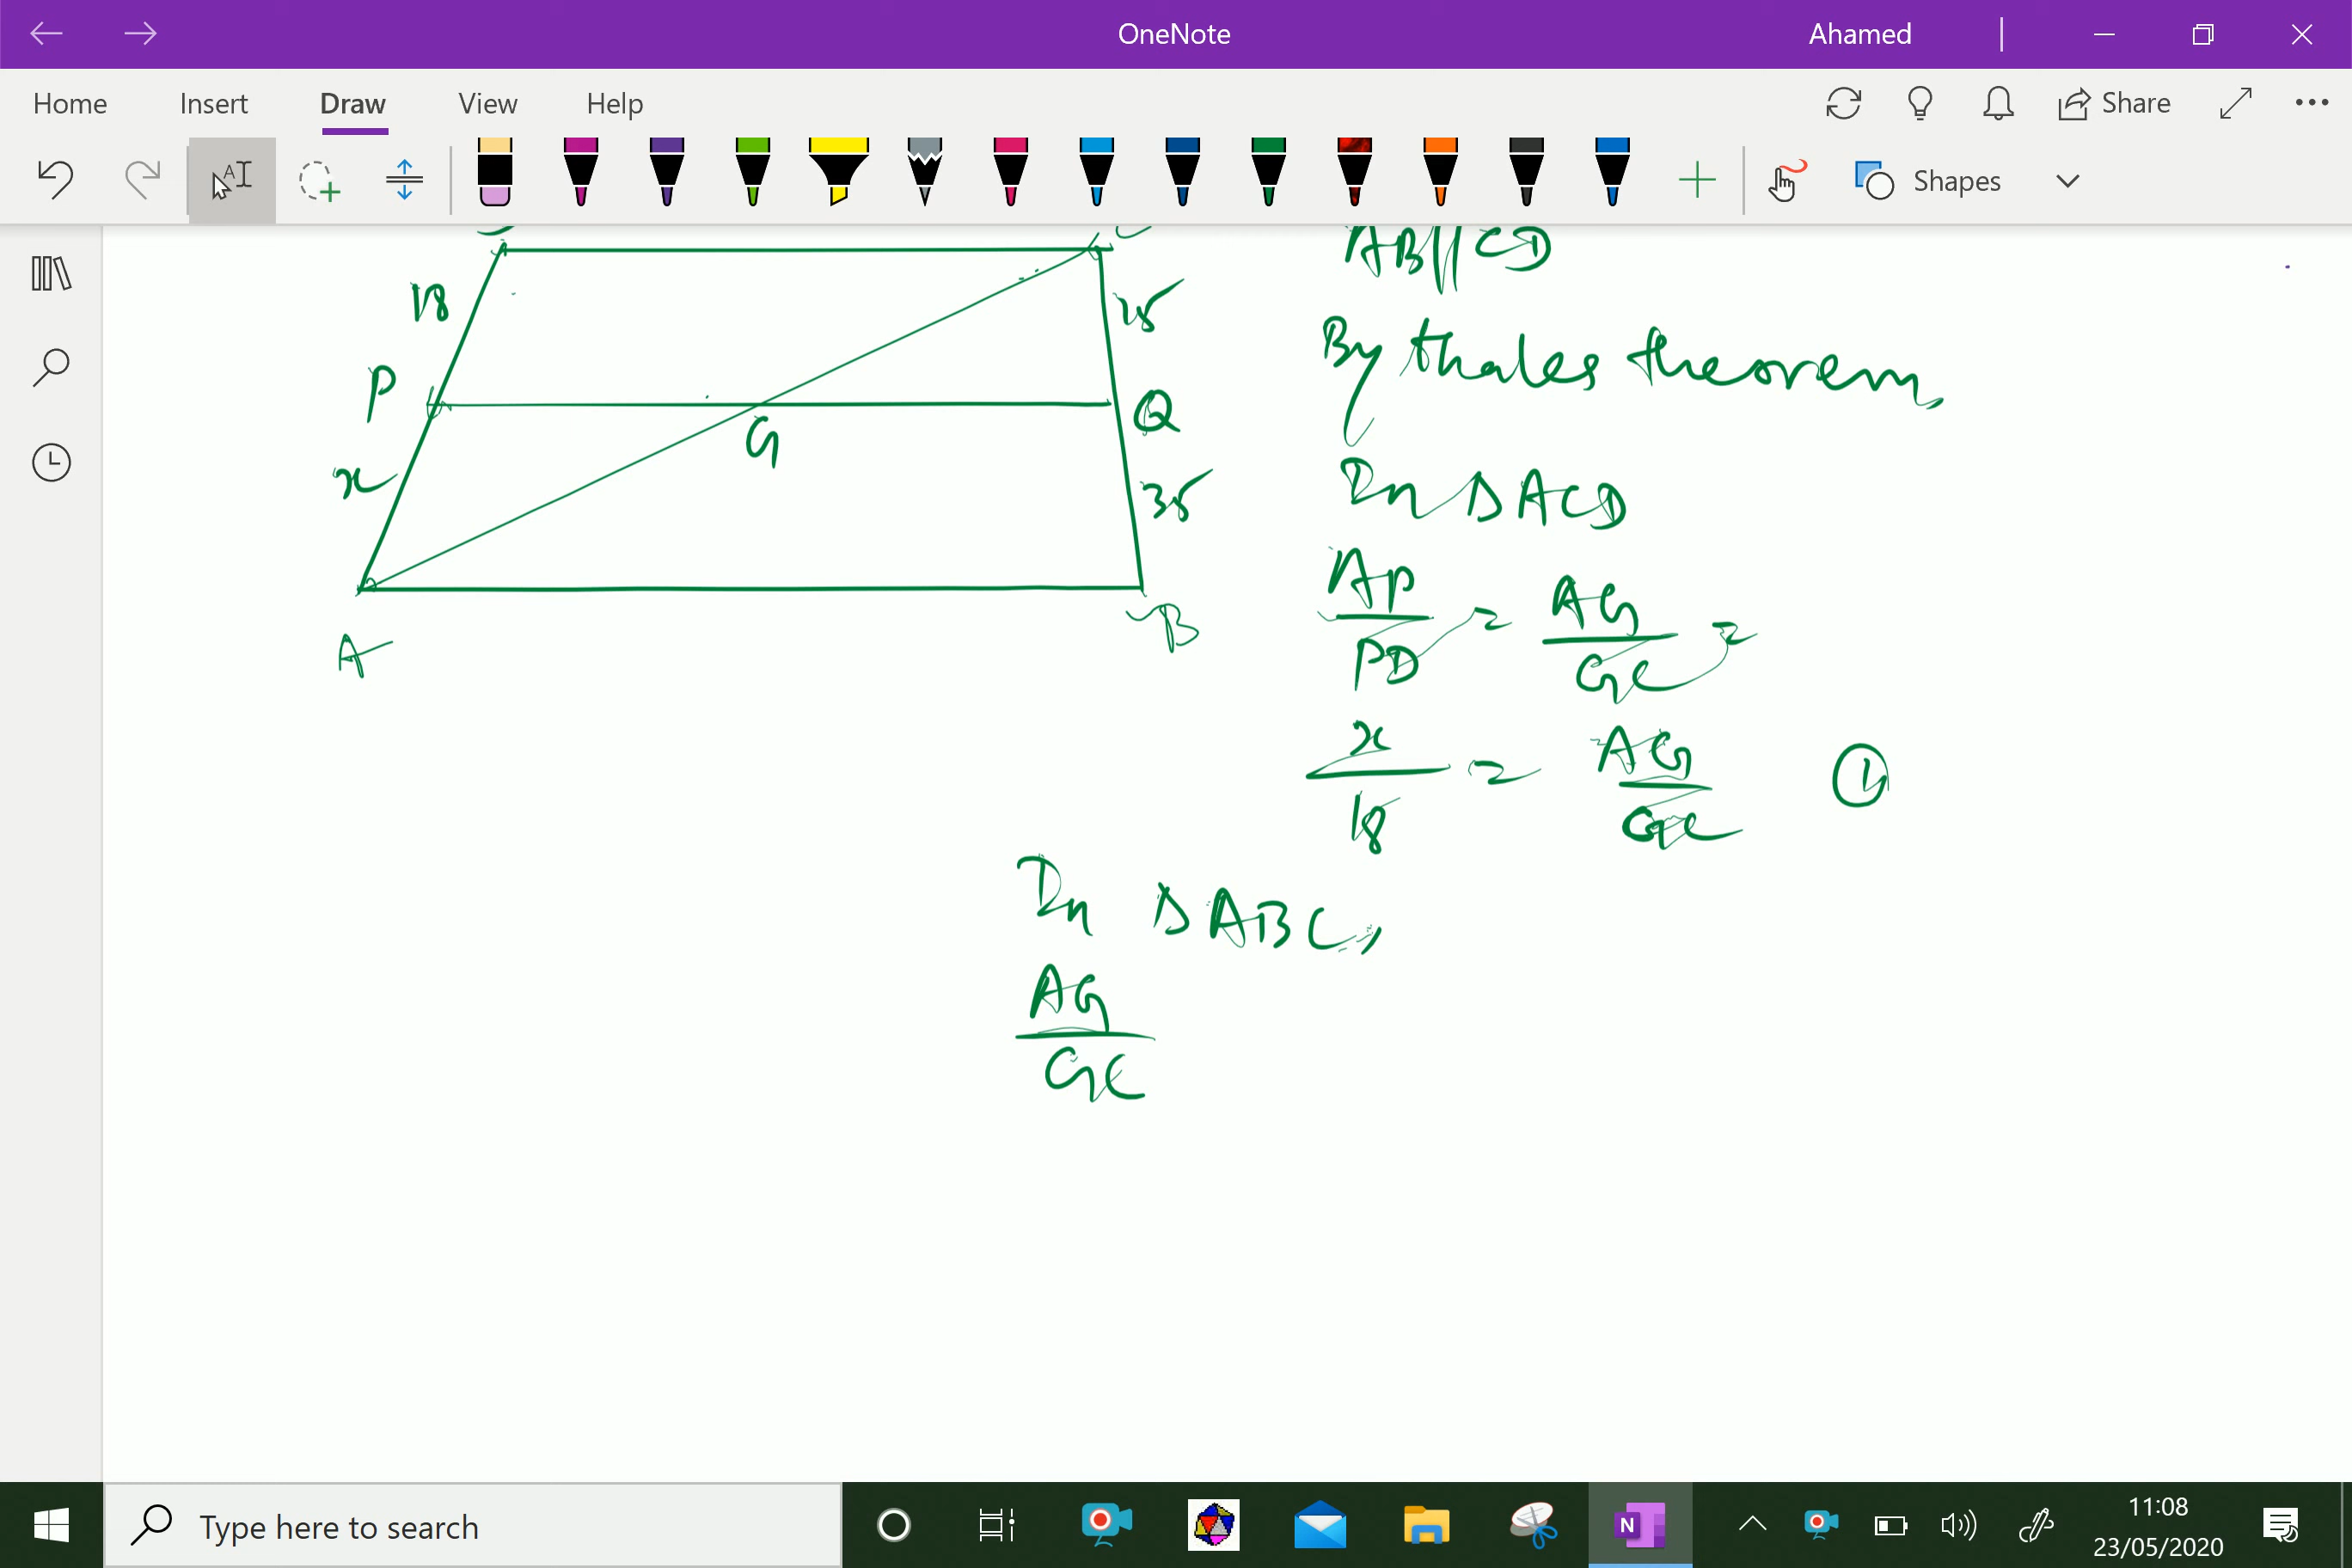 OneNote
Ahamed
Home Insert Draw View Help
Share
Shapes
AB||CD
18
By thales theorem,
P
Q
G
x
In ΔACD
35
AP/PD = AG/GC =
A
B
x/18 = AG/GC ①
In ΔABC,
AG/GC
Type here to search
N
11:08
23/05/2020